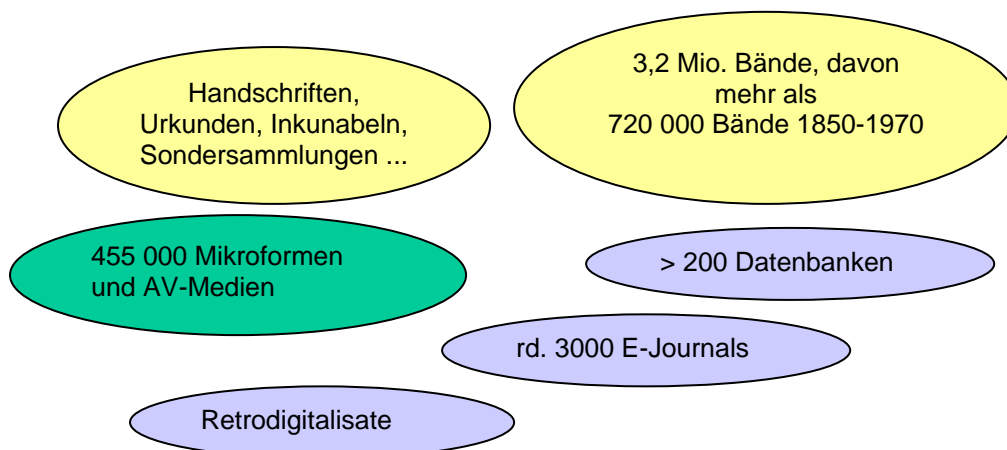 Handschriften,
Urkunden, Inkunabeln,
Sondersammlungen ...
3,2 Mio. Bände, davon
mehr als
720 000 Bände 1850-1970
455 000 Mikroformen
und AV-Medien
> 200 Datenbanken
rd. 3000 E-Journals
Retrodigitalisate